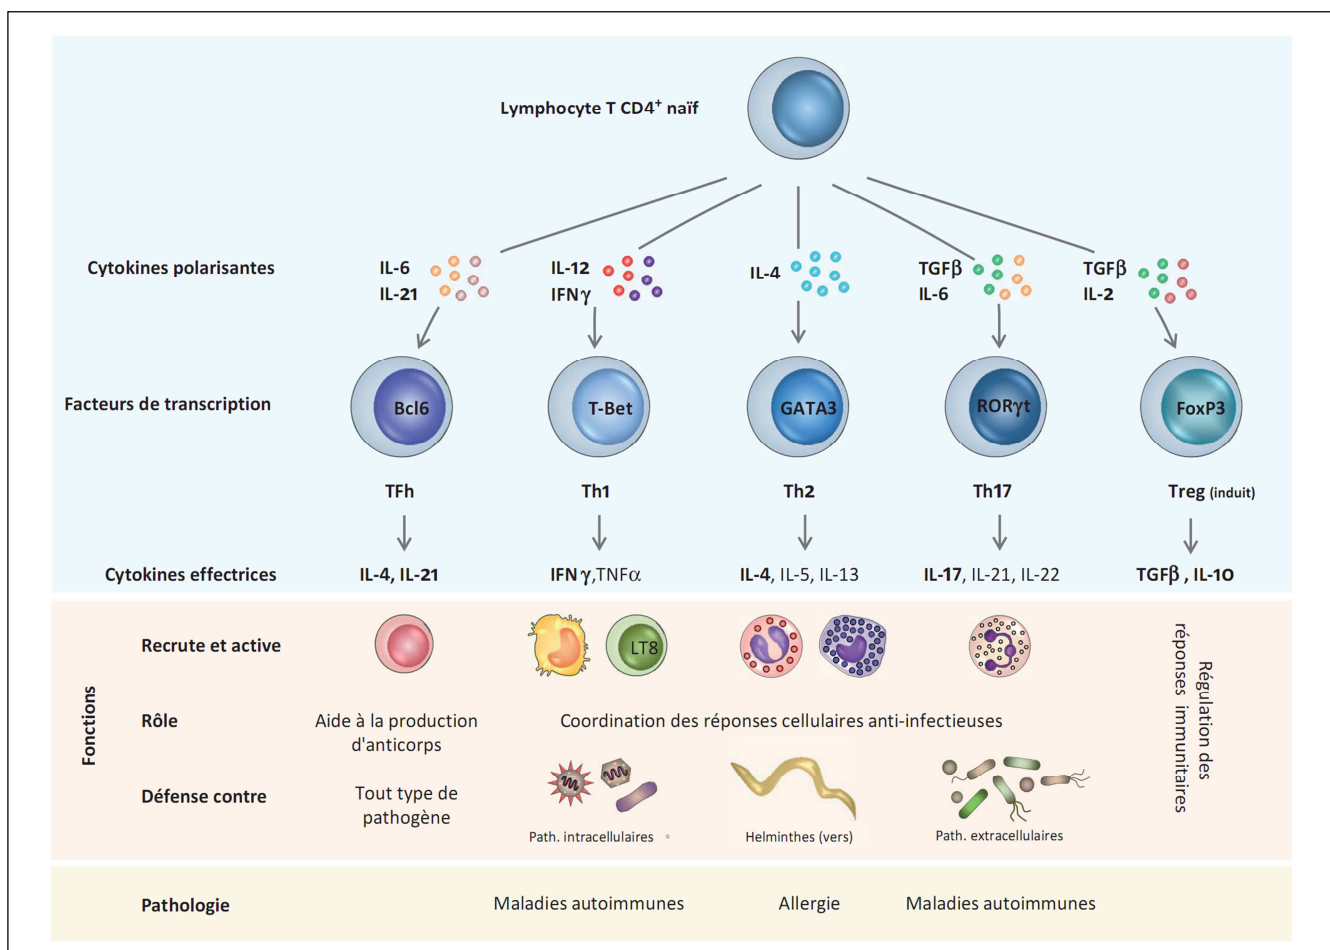 Lymphocyte T CD4+ naïf
Cytokines polarisantes
IL-6
IL-21
IL-12
IFNγ
IL-4
TGFβ
IL-6
TGFβ
IL-2
Facteurs de transcription
Bcl6
T-Bet
GATA3
RORγt
FoxP3
TFh
Th1
Th2
Th17
Treg (induit)
Cytokines effectrices
IL-4, IL-21
IFNγ,TNFα
IL-4, IL-5, IL-13
IL-17, IL-21, IL-22
TGFβ , IL-10
Fonctions
Recrute et active
LT8
Rôle
Aide à la production
d'anticorps
Coordination des réponses cellulaires anti-infectieuses
Régulation des
réponses immunitaires
Défense contre
Tout type de
pathogène
Path. intracellulaires
Helminthes (vers)
Path. extracellulaires
Pathologie
Maladies autoimmunes
Allergie
Maladies autoimmunes